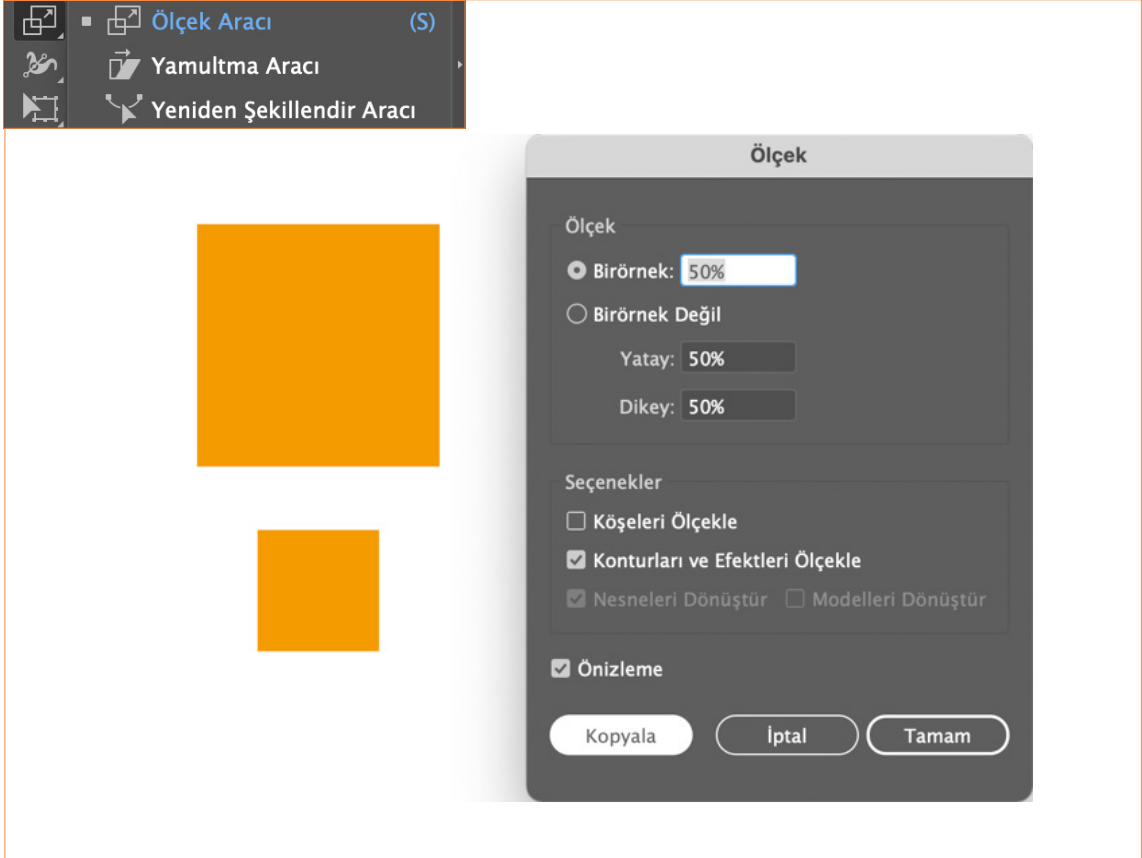 Ölçek Aracı (S)
Yamultma Aracı
Yeniden Şekillendir Aracı
Ölçek
Ölçek
Birörnek: 50%
Birörnek Değil
Yatay: 50%
Dikey: 50%
Seçenekler
Köşeleri Ölçekle
Konturları ve Efektleri Ölçekle
Nesneleri Dönüştür Modelleri Dönüştür
Önizleme
Kopyala İptal Tamam